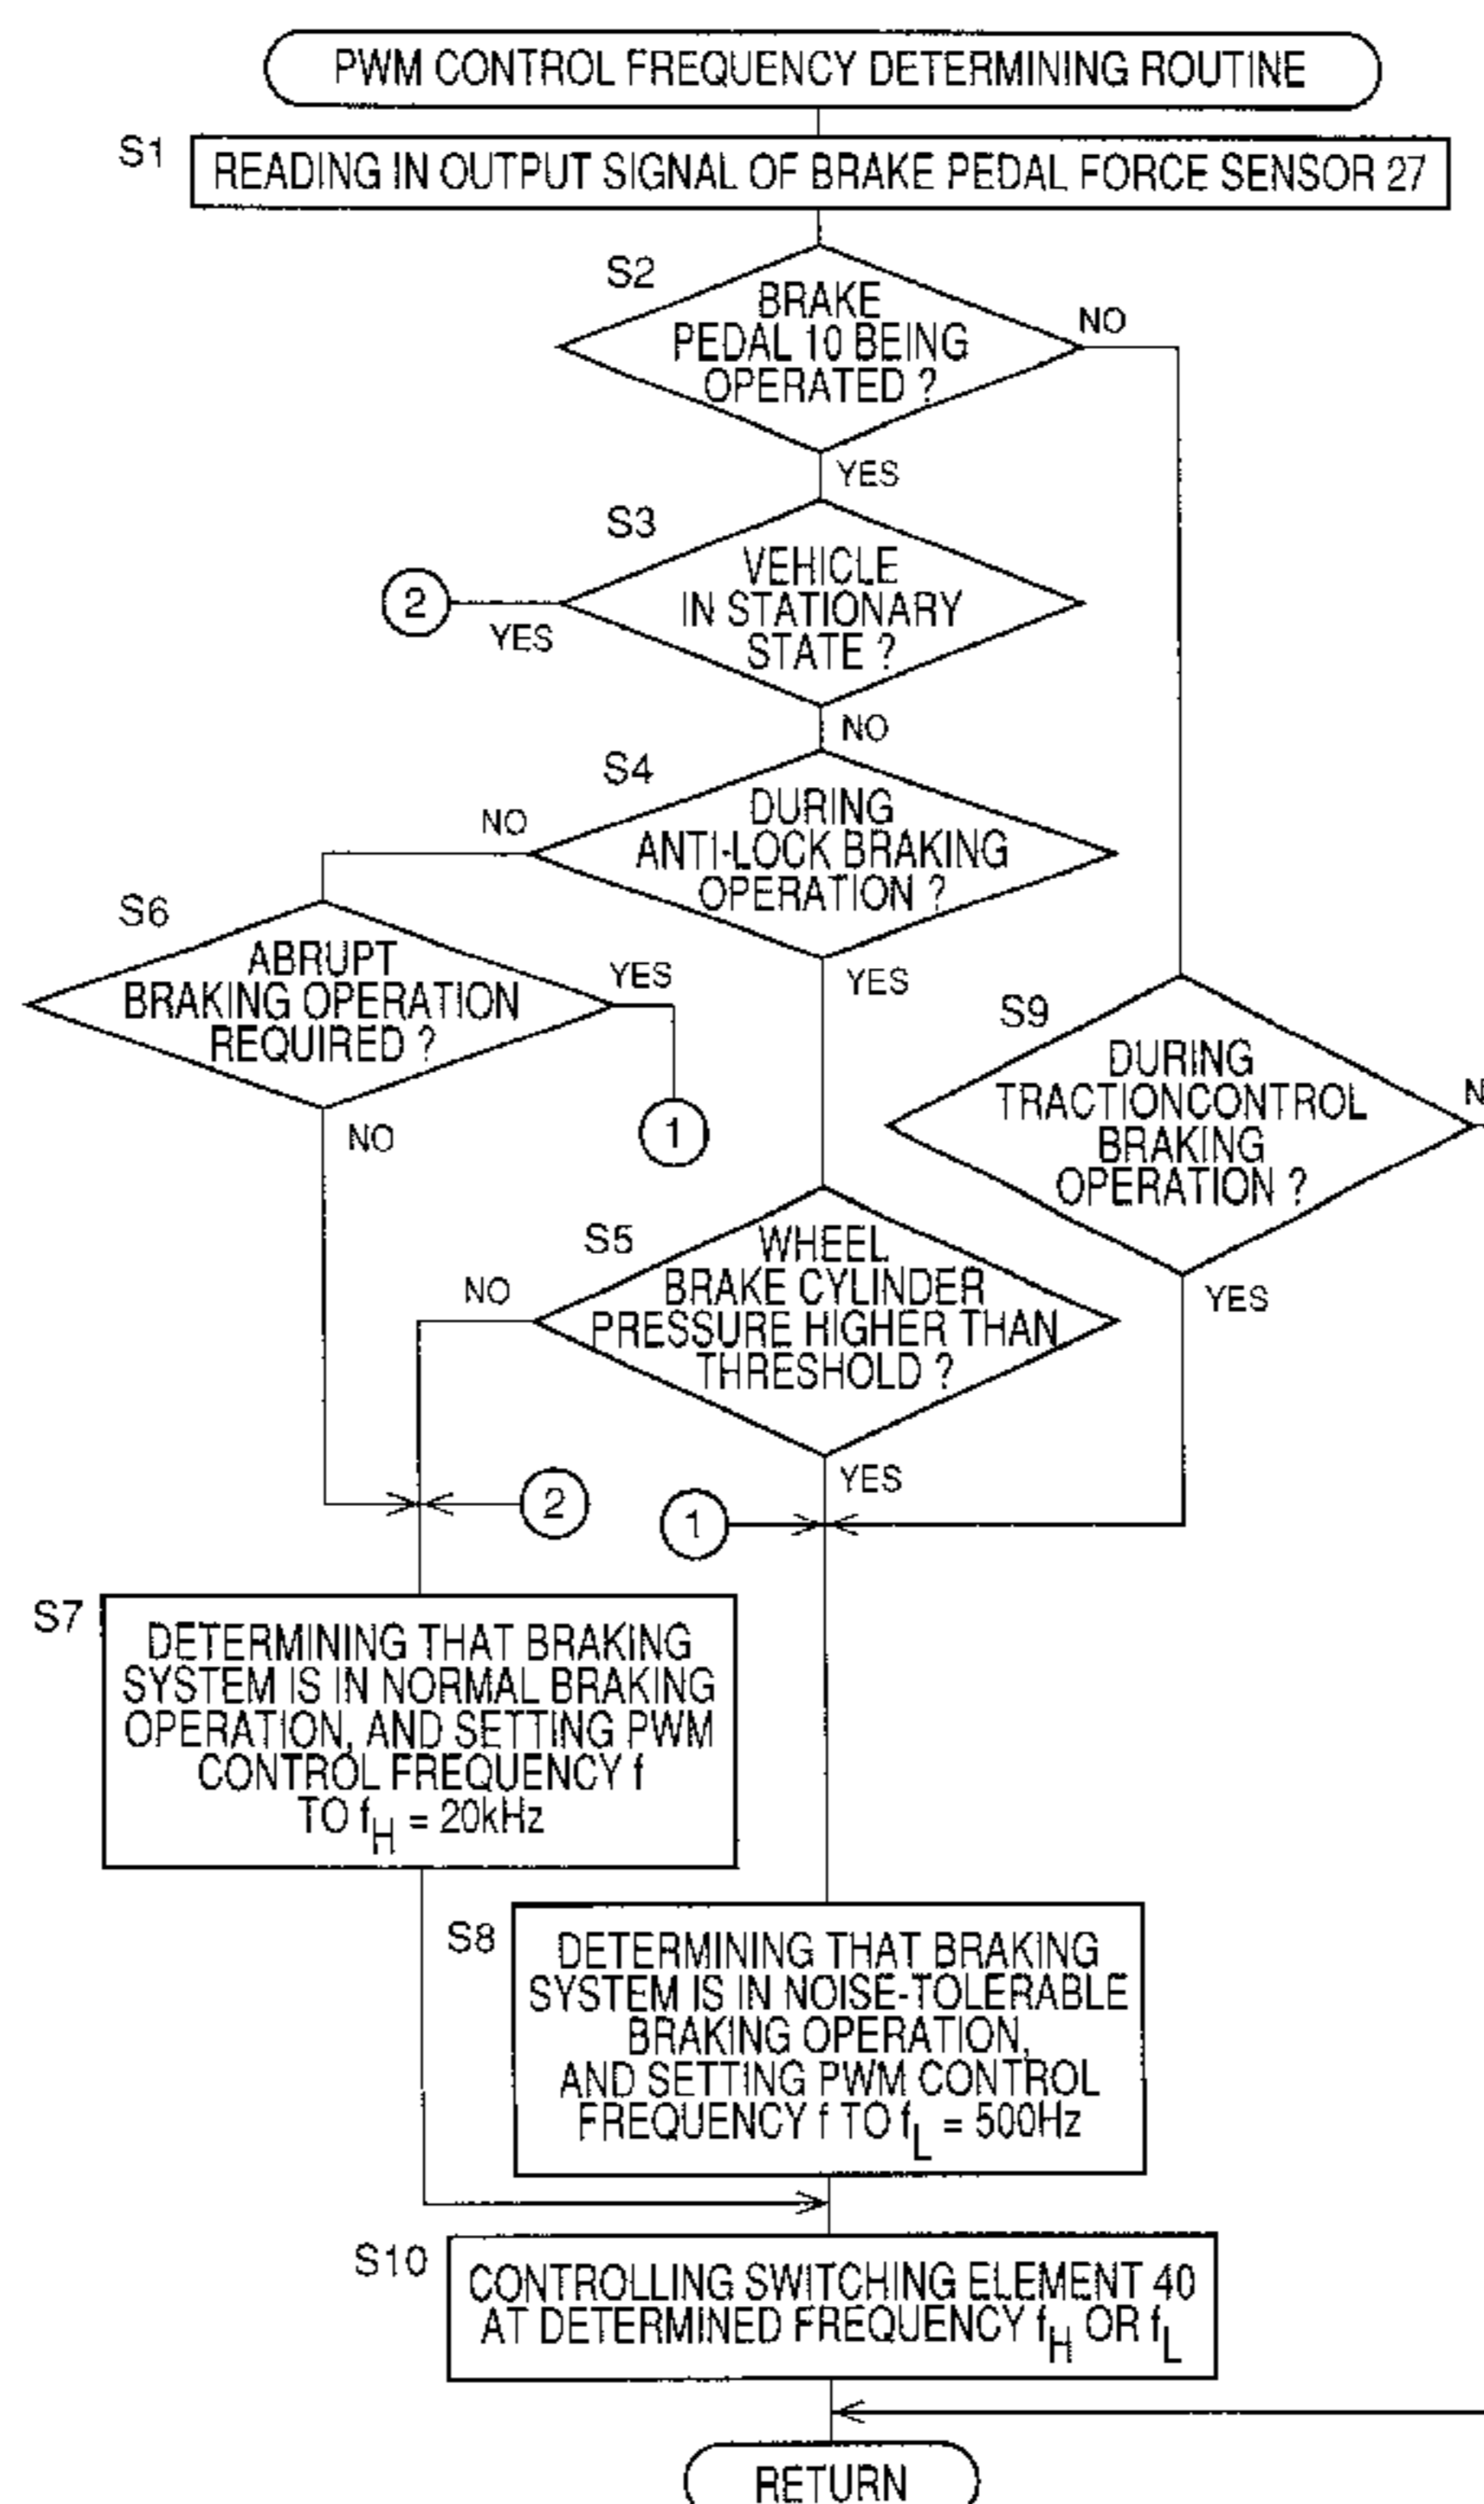 PWM CONTROL FREQUENCY DETERMINING ROUTINE
S1
READING IN OUTPUT SIGNAL OF BRAKE PEDAL FORCE SENSOR 27
S2
BRAKE
PEDAL 10 BEING
OPERATED ?
NO
YES
S3
VEHICLE
IN STATIONARY
STATE ?
2
YES
NO
S4
DURING
ANTI-LOCK BRAKING
OPERATION ?
NO
YES
S6
ABRUPT
BRAKING OPERATION
REQUIRED ?
YES
1
NO
S9
DURING
TRACTIONCONTROL
BRAKING
OPERATION ?
YES
S5
WHEEL
BRAKE CYLINDER
PRESSURE HIGHER THAN
THRESHOLD ?
NO
YES
2
1
S7
DETERMINING THAT BRAKING
SYSTEM IS IN NORMAL BRAKING
OPERATION, AND SETTING PWM
CONTROL FREQUENCY f
TO fH = 20kHz
S8
DETERMINING THAT BRAKING
SYSTEM IS IN NOISE-TOLERABLE
BRAKING OPERATION,
AND SETTING PWM CONTROL
FREQUENCY f TO fL = 500Hz
S10
CONTROLLING SWITCHING ELEMENT 40
AT DETERMINED FREQUENCY fH OR fL
RETURN